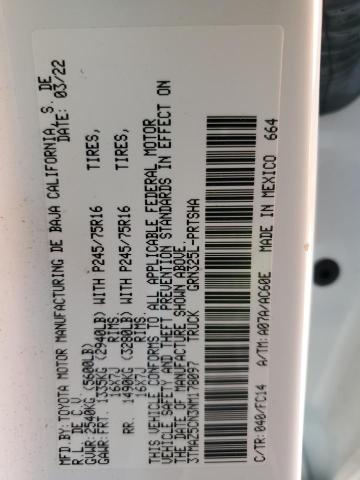 MFD.BY: TOYOTA MOTOR MANUFACTURING DE BAJA CALIFORNIA, S. DE
R.L. DE C.V. DATE: 03/22
GVWR: 2540KG (5600LB)
GAWR: FRT. 1335KG (2940LB) WITH P245/75R16 TIRES,
16X7J RIMS,
RR. 1490KG (3280LB) WITH P245/75R16 TIRES,
16X7J RIMS.
THIS VEHICLE CONFORMS TO ALL APPLICABLE FEDERAL MOTOR
VEHICLE SAFETY AND THEFT PREVENTION STANDARDS IN EFFECT ON
THE DATE OF MANUFACTURE SHOWN ABOVE.
3TMAZ5CN3NM178097 TRUCK GRN325L-PRTSHA
C/TR: 040/FC14 A/TM: A07A/AC60E MADE IN MEXICO 664